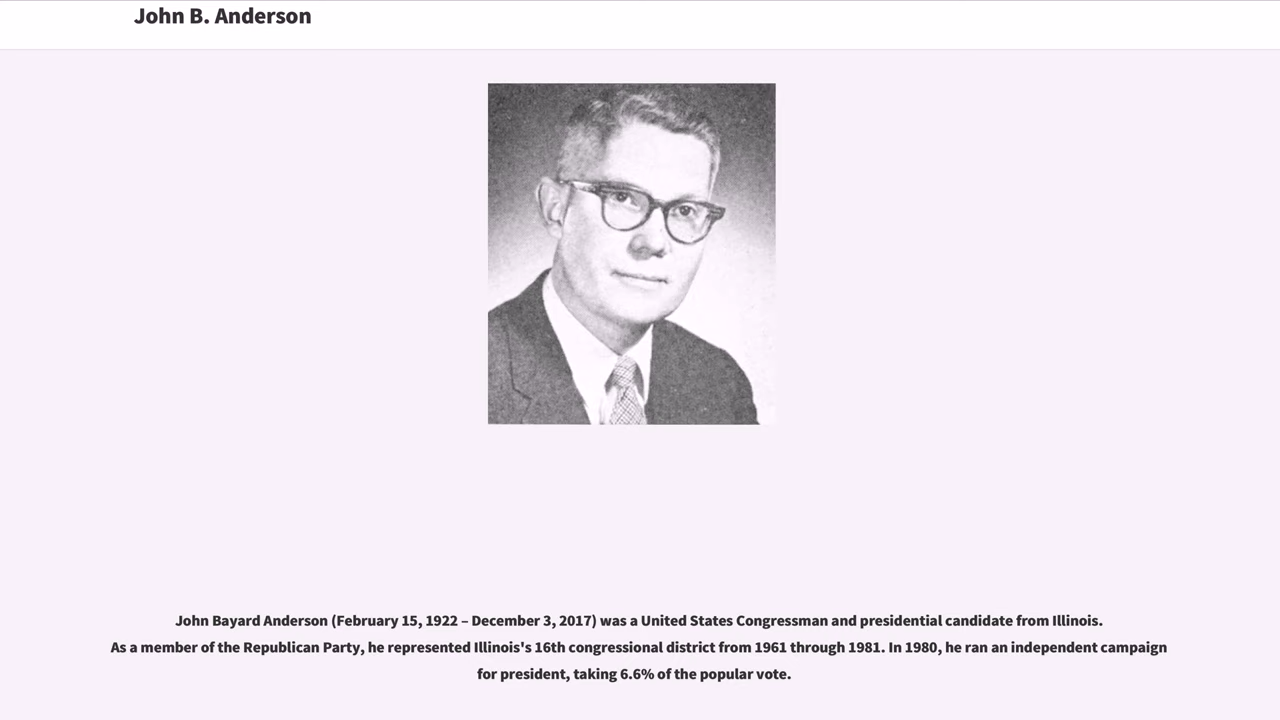 John B. Anderson
John Bayard Anderson (February 15, 1922 – December 3, 2017) was a United States Congressman and presidential candidate from Illinois.
As a member of the Republican Party, he represented Illinois's 16th congressional district from 1961 through 1981. In 1980, he ran an independent campaign
for president, taking 6.6% of the popular vote.